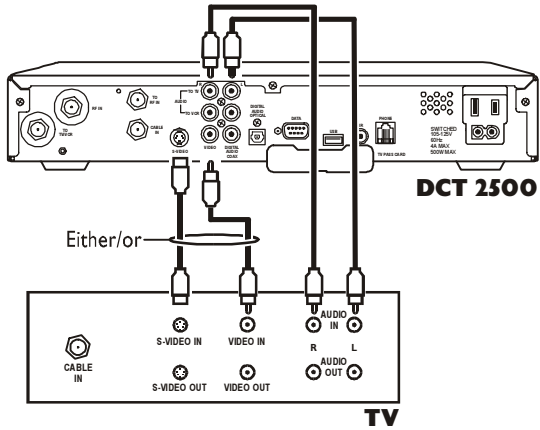 TO TV
AUDIO
TO VCR
TO
RF IN
RF IN
TO
TV/VCR
CABLE
IN
S-VIDEO
VIDEO
DIGITAL
AUDIO
COAX
DIGITAL
AUDIO
OPTICAL
DATA
USB
PHONE
TV PASS CARD
SWITCHED
105-125V
60Hz
4A MAX
500W MAX
DCT 2500
Either/or
S-VIDEO IN
VIDEO IN
AUDIO
IN
R
L
CABLE
IN
S-VIDEO OUT
VIDEO OUT
AUDIO
OUT
TV